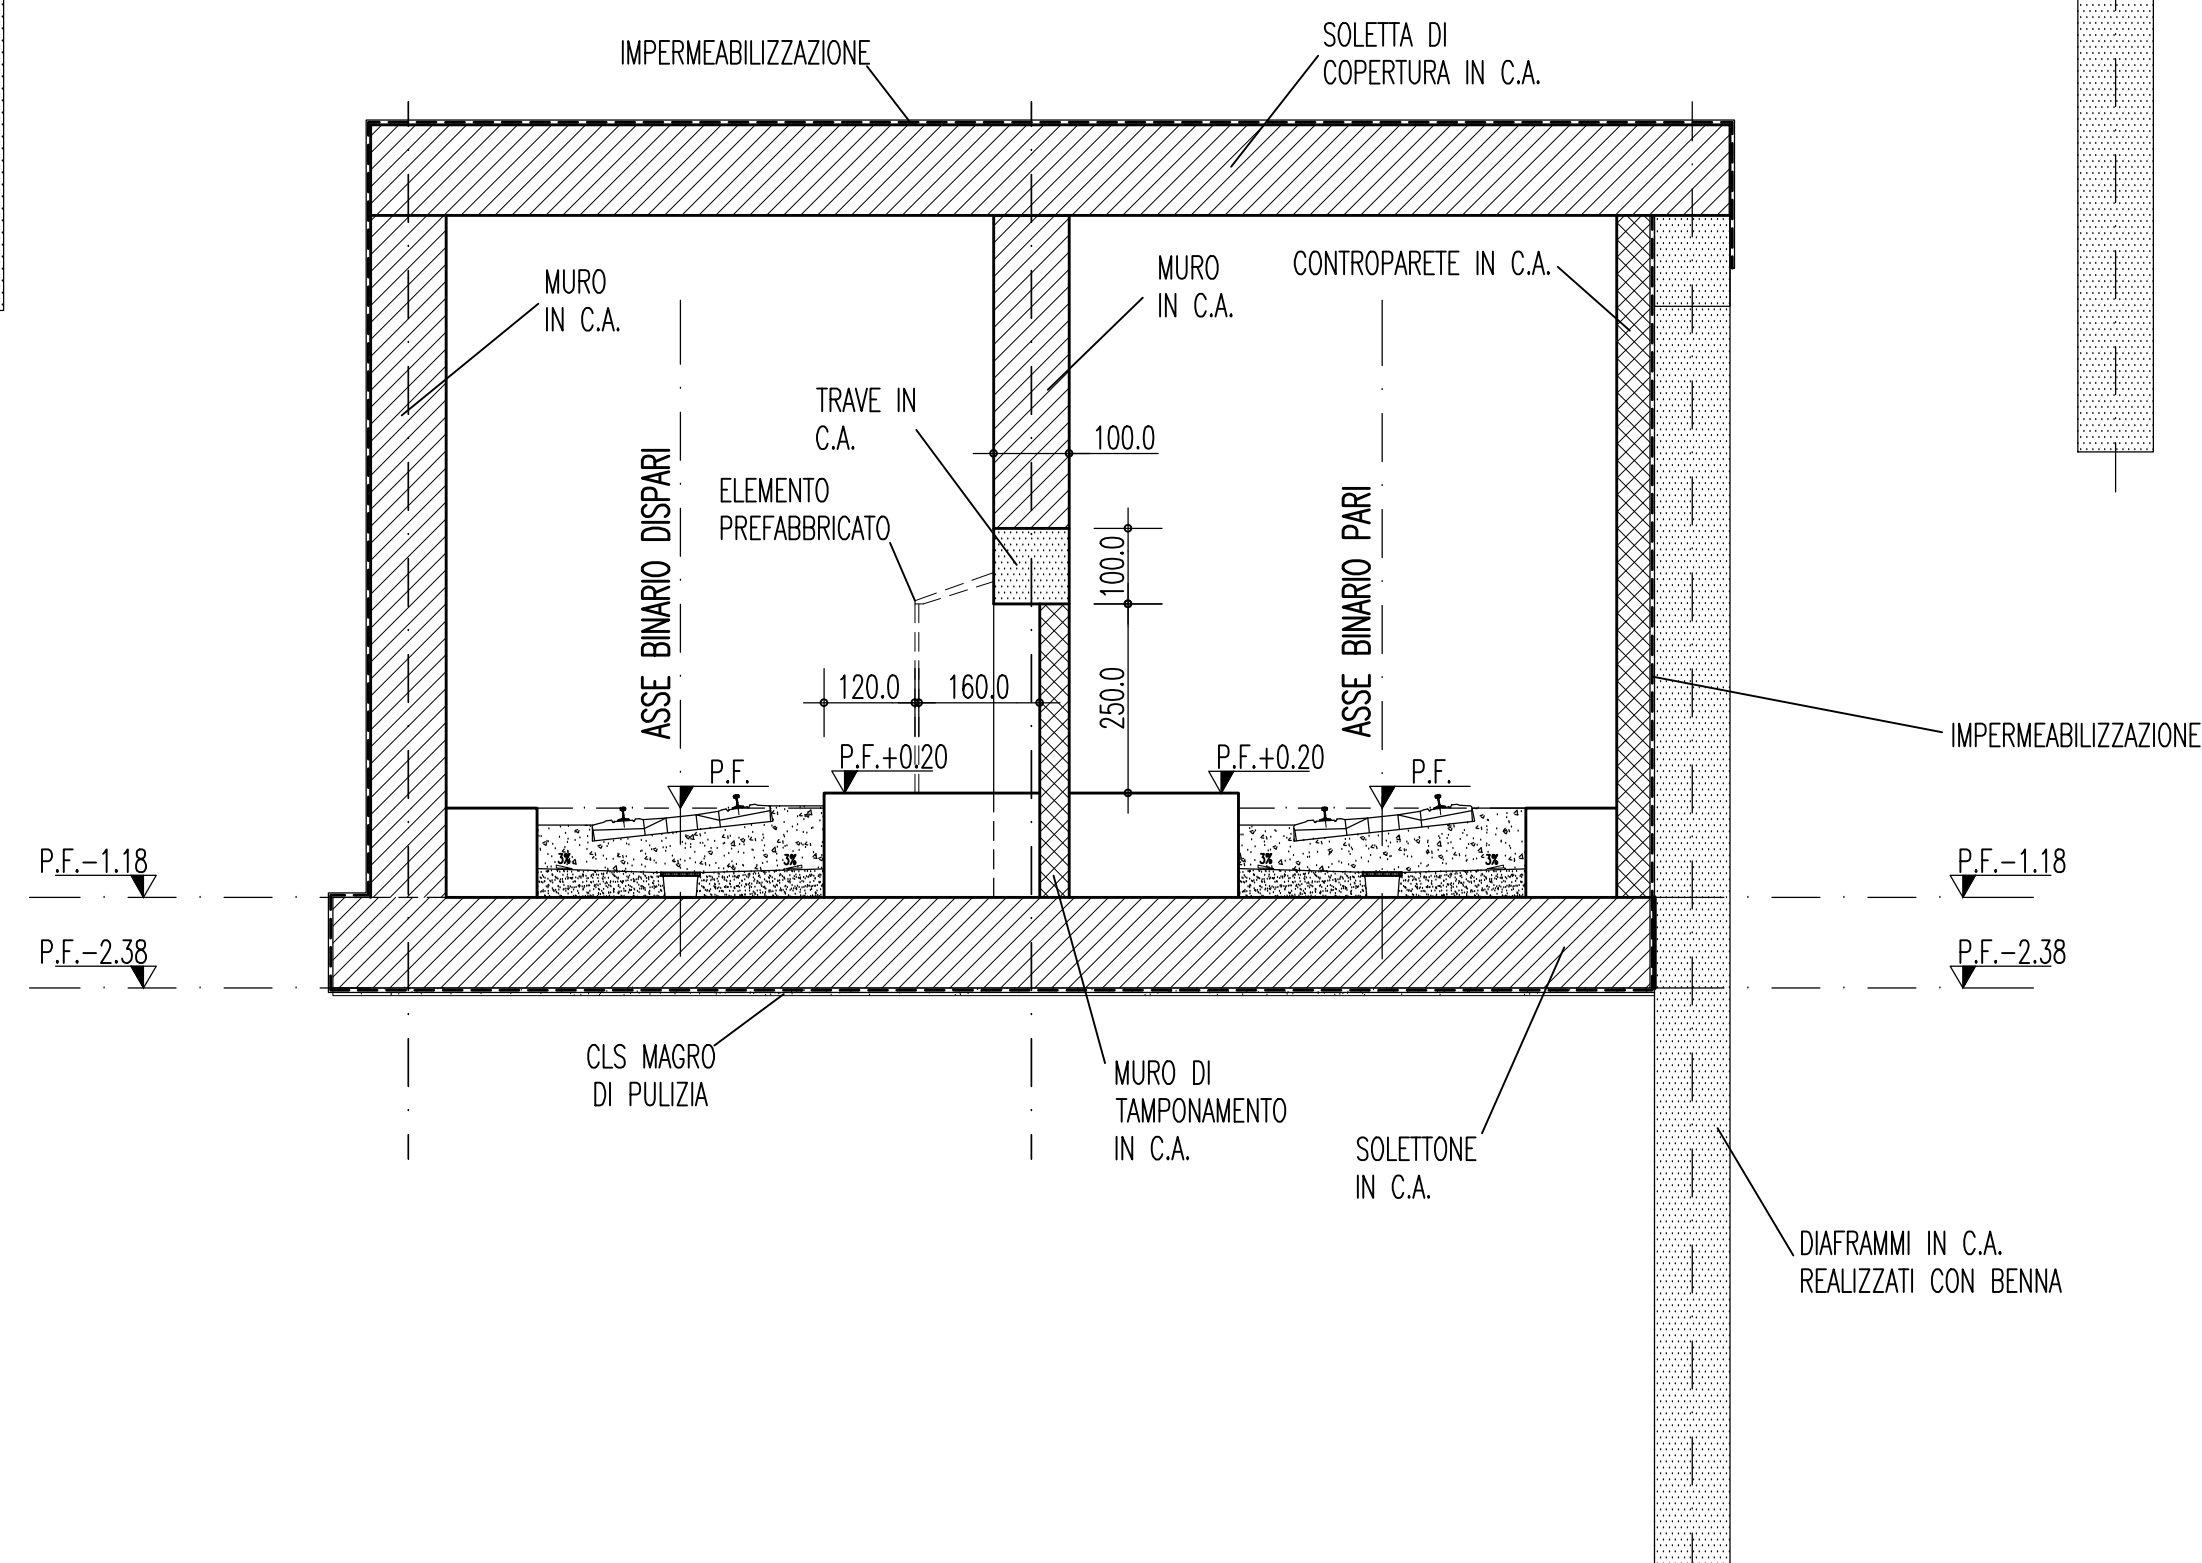 SOLETTA DI
COPERTURA IN C.A.
IMPERMEABILIZZAZIONE
MURO
IN C.A.
MURO
IN C.A.
CONTROPARETE IN C.A.
TRAVE IN
C.A.
100.0
ELEMENTO
PREFABBRICATO
ASSE BINARIO DISPARI
ASSE BINARIO PARI
100.0
250.0
120.0
160.0
IMPERMEABILIZZAZIONE
P.F.
P.F.+0.20
P.F.+0.20
P.F.
3%
3%
3%
3%
P.F.-1.18
P.F.-1.18
P.F.-2.38
P.F.-2.38
CLS MAGRO
DI PULIZIA
MURO DI
TAMPONAMENTO
IN C.A.
SOLETTONE
IN C.A.
DIAFRAMMI IN C.A.
REALIZZATI CON BENNA